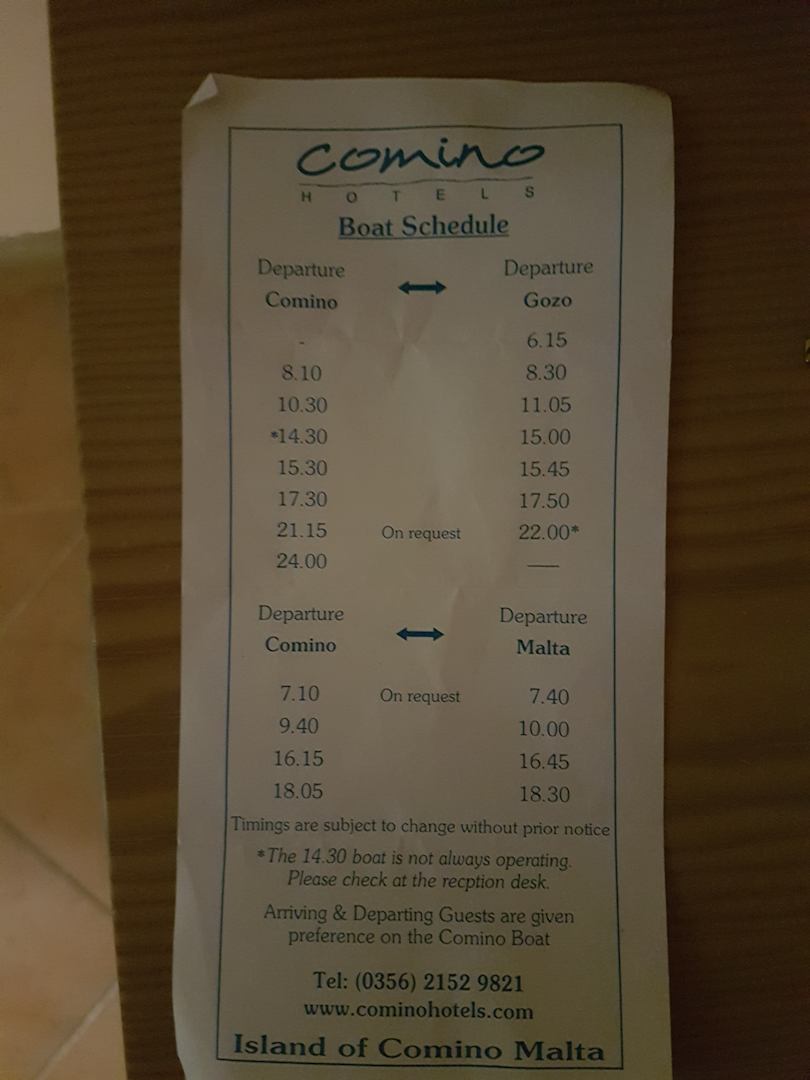 comino
HOTELS
Boat Schedule
Departure Departure
Comino Gozo
- 6.15
8.10 8.30
10.30 11.05
*14.30 15.00
15.30 15.45
17.30 17.50
21.15 On request 22.00*
24.00 —
Departure Departure
Comino Malta
7.10 On request 7.40
9.40 10.00
16.15 16.45
18.05 18.30
Timings are subject to change without prior notice
*The 14.30 boat is not always operating.
Please check at the recption desk.
Arriving & Departing Guests are given
preference on the Comino Boat
Tel: (0356) 2152 9821
www.cominohotels.com
Island of Comino Malta